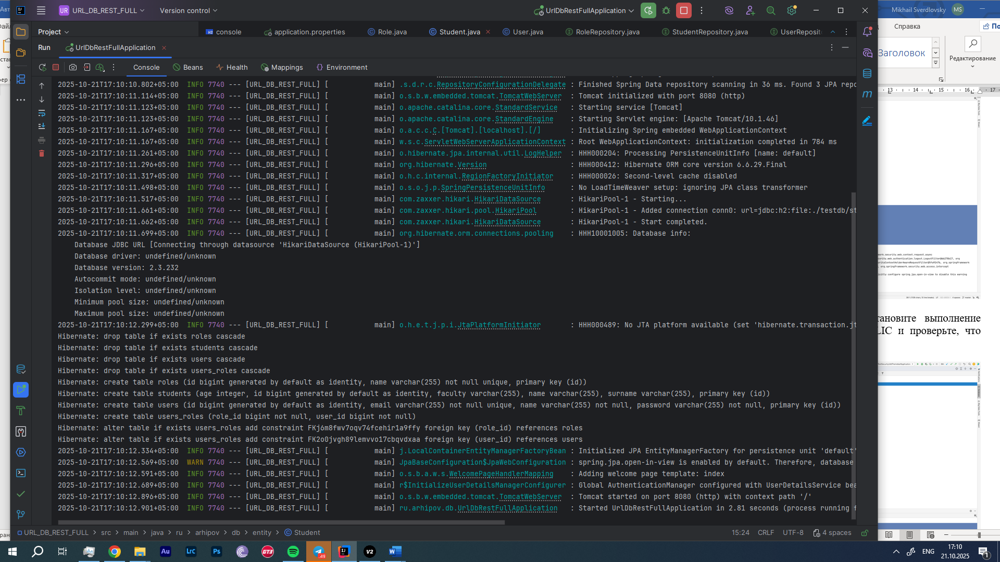 URL_DB_REST_FULL
Version control
UrlDbRestFullApplication
Mikhail Sverdlovsky MS
Справка
Project
console
application.properties
Role.java
Student.java
User.java
RoleRepository.java
StudentRepository.java
UserReposit
Run
UrlDbRestFullApplication
Заголовок
Редактирование
Console
Beans
Health
Mappings
Environment
2025-10-21T17:10:10.802+05:00  INFO 7740 --- [URL_DB_REST_FULL] [           main] .s.d.r.c.RepositoryConfigurationDelegate : Finished Spring Data repository scanning in 36 ms. Found 3 JPA repo
2025-10-21T17:10:11.114+05:00  INFO 7740 --- [URL_DB_REST_FULL] [           main] o.s.b.w.embedded.tomcat.TomcatWebServer  : Tomcat initialized with port 8080 (http)
2025-10-21T17:10:11.123+05:00  INFO 7740 --- [URL_DB_REST_FULL] [           main] o.apache.catalina.core.StandardService   : Starting service [Tomcat]
2025-10-21T17:10:11.123+05:00  INFO 7740 --- [URL_DB_REST_FULL] [           main] o.apache.catalina.core.StandardEngine    : Starting Servlet engine: [Apache Tomcat/10.1.46]
2025-10-21T17:10:11.167+05:00  INFO 7740 --- [URL_DB_REST_FULL] [           main] o.a.c.c.C.[Tomcat].[localhost].[/]       : Initializing Spring embedded WebApplicationContext
2025-10-21T17:10:11.167+05:00  INFO 7740 --- [URL_DB_REST_FULL] [           main] w.s.c.ServletWebServerApplicationContext : Root WebApplicationContext: initialization completed in 784 ms
2025-10-21T17:10:11.261+05:00  INFO 7740 --- [URL_DB_REST_FULL] [           main] o.hibernate.jpa.internal.util.LogHelper  : HHH000204: Processing PersistenceUnitInfo [name: default]
2025-10-21T17:10:11.296+05:00  INFO 7740 --- [URL_DB_REST_FULL] [           main] org.hibernate.Version                    : HHH000412: Hibernate ORM core version 6.6.29.Final
2025-10-21T17:10:11.317+05:00  INFO 7740 --- [URL_DB_REST_FULL] [           main] o.h.c.internal.RegionFactoryInitiator    : HHH000026: Second-level cache disabled
2025-10-21T17:10:11.498+05:00  INFO 7740 --- [URL_DB_REST_FULL] [           main] o.s.o.j.p.SpringPersistenceUnitInfo      : No LoadTimeWeaver setup: ignoring JPA class transformer
2025-10-21T17:10:11.517+05:00  INFO 7740 --- [URL_DB_REST_FULL] [           main] com.zaxxer.hikari.HikariDataSource       : HikariPool-1 - Starting...
2025-10-21T17:10:11.661+05:00  INFO 7740 --- [URL_DB_REST_FULL] [           main] com.zaxxer.hikari.pool.HikariPool        : HikariPool-1 - Added connection conn0: url=jdbc:h2:file:./testdb/st
2025-10-21T17:10:11.662+05:00  INFO 7740 --- [URL_DB_REST_FULL] [           main] com.zaxxer.hikari.HikariDataSource       : HikariPool-1 - Start completed.
2025-10-21T17:10:11.699+05:00  INFO 7740 --- [URL_DB_REST_FULL] [           main] org.hibernate.orm.connections.pooling    : HHH10001005: Database info:
Database JDBC URL [Connecting through datasource 'HikariDataSource (HikariPool-1)']
Database driver: undefined/unknown
Database version: 2.3.232
Autocommit mode: undefined/unknown
Isolation level: undefined/unknown
Minimum pool size: undefined/unknown
Maximum pool size: undefined/unknown
2025-10-21T17:10:12.299+05:00  INFO 7740 --- [URL_DB_REST_FULL] [           main] o.h.e.t.j.p.i.JtaPlatformInitiator       : HHH000489: No JTA platform available (set 'hibernate.transaction.jt
Hibernate: drop table if exists roles cascade
Hibernate: drop table if exists students cascade
Hibernate: drop table if exists users cascade
Hibernate: drop table if exists users_roles cascade
Hibernate: create table roles (id bigint generated by default as identity, name varchar(255) not null unique, primary key (id))
Hibernate: create table students (age integer, id bigint generated by default as identity, faculty varchar(255), name varchar(255), surname varchar(255), primary key (id))
Hibernate: create table users (id bigint generated by default as identity, email varchar(255) not null unique, name varchar(255) not null, password varchar(255) not null, primary key (id))
Hibernate: create table users_roles (role_id bigint not null, user_id bigint not null)
Hibernate: alter table if exists users_roles add constraint FKj6m8fwv7oqv74fcehir1a9ffy foreign key (role_id) references roles
Hibernate: alter table if exists users_roles add constraint FK2o0jvgh89lemvvo17cbqvdxaa foreign key (user_id) references users
2025-10-21T17:10:12.334+05:00  INFO 7740 --- [URL_DB_REST_FULL] [           main] j.LocalContainerEntityManagerFactoryBean : Initialized JPA EntityManagerFactory for persistence unit 'default'
2025-10-21T17:10:12.569+05:00  WARN 7740 --- [URL_DB_REST_FULL] [           main] JpaBaseConfiguration$JpaWebConfiguration : spring.jpa.open-in-view is enabled by default. Therefore, database
2025-10-21T17:10:12.591+05:00  INFO 7740 --- [URL_DB_REST_FULL] [           main] o.s.b.a.w.s.WelcomePageHandlerMapping    : Adding welcome page template: index
2025-10-21T17:10:12.689+05:00  INFO 7740 --- [URL_DB_REST_FULL] [           main] r$InitializeUserDetailsManagerConfigurer : Global AuthenticationManager configured with UserDetailsService bea
2025-10-21T17:10:12.896+05:00  INFO 7740 --- [URL_DB_REST_FULL] [           main] o.s.b.w.embedded.tomcat.TomcatWebServer  : Tomcat started on port 8080 (http) with context path '/'
2025-10-21T17:10:12.901+05:00  INFO 7740 --- [URL_DB_REST_FULL] [           main] ru.arhipov.db.UrlDbRestFullApplication   : Started UrlDbRestFullApplication in 2.81 seconds (process running f
тановите выполнение
LIC и проверьте, что
URL_DB_REST_FULL > src > main > java > ru > arhipov > db > entity > Student
15:24 CRLF UTF-8 4 spaces
ENG
17:10
21.10.2025